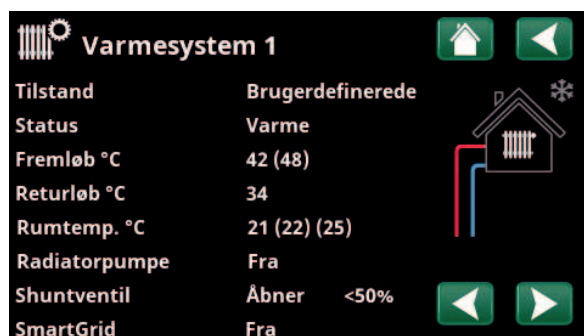 Varmesystem 1
Tilstand Brugerdefinerede
Status Varme
Fremløb °C 42 (48)
Returløb °C 34
Rumtemp. °C 21 (22) (25)
Radiatorpumpe Fra
Shuntventil Åbner <50%
SmartGrid Fra